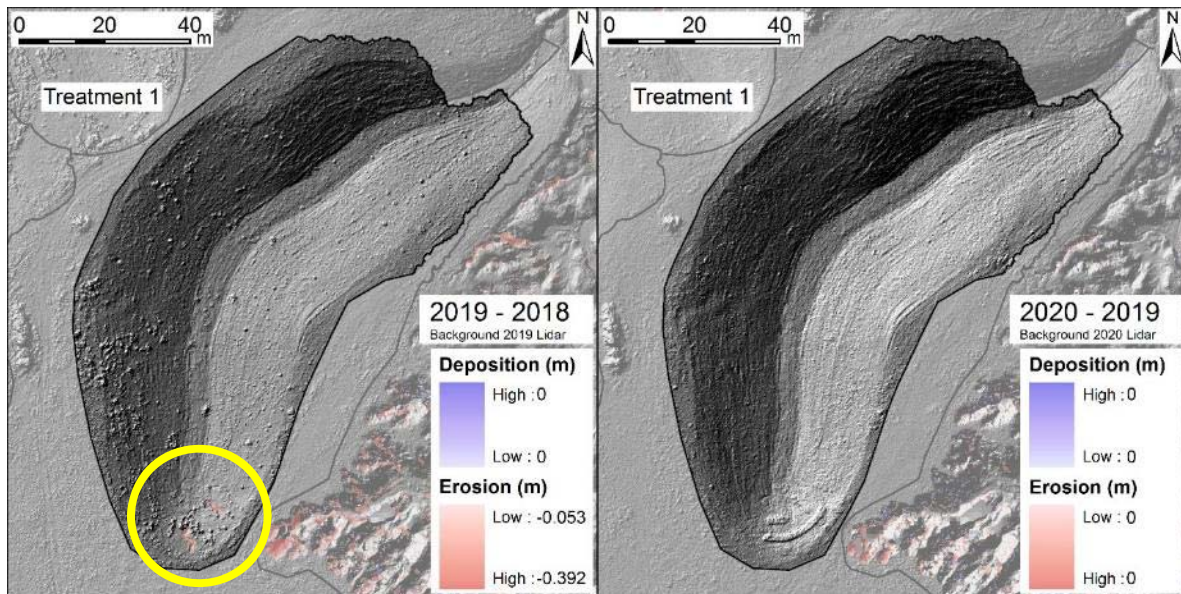 0 20 40
m
N
Treatment 1
2019 - 2018
Background 2019 Lidar
Deposition (m)
High : 0
Low : 0
Erosion (m)
Low : -0.053
High : -0.392
0 20 40
m
N
Treatment 1
2020 - 2019
Background 2020 Lidar
Deposition (m)
High : 0
Low : 0
Erosion (m)
Low : 0
High : 0